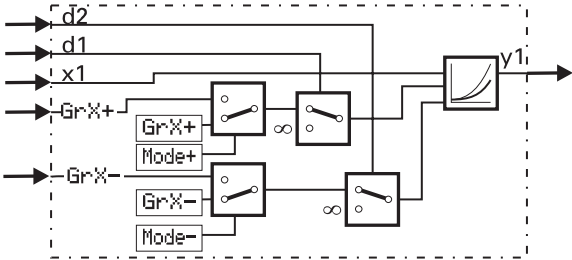 d2
d1
y1
x1
GrX+
GrX+
∞
Mode+
GrX-
GrX-
∞
Mode-